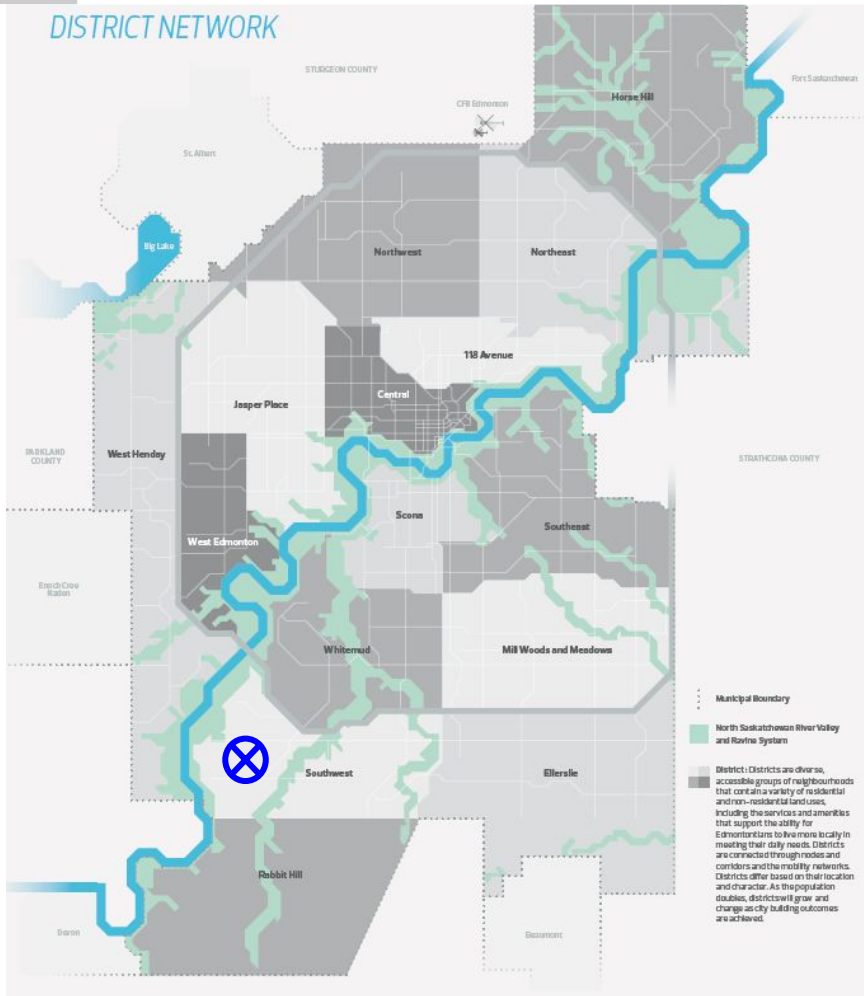 DISTRICT NETWORK
STURGEON COUNTY
Fort Saskatchewan
Horse Hill
CFB Edmonton
St. Albert
Big Lake
Northwest
Northeast
118 Avenue
Central
Jasper Place
PARKLAND
COUNTY
West Henday
STRATHCONA COUNTY
Scona
Southeast
West Edmonton
Enoch Cree
Nation
Whitemud
Mill Woods and Meadows
Southwest
Ellerslie
Rabbit Hill
Devon
Beaumont
Municipal Boundary
North Saskatchewan River Valley
and Ravine System
District: Districts are diverse,
accessible groups of neighbourhoods
that contain a variety of residential
and non-residential land uses,
including the services and amenities
that support the ability for
Edmontontians to live more locally in
meeting their daily needs. Districts
are connected through nodes and
corridors and the mobility networks.
Districts differ based on their location
and character. As the population
doubles, districts will grow and
change as city building outcomes
are achieved.